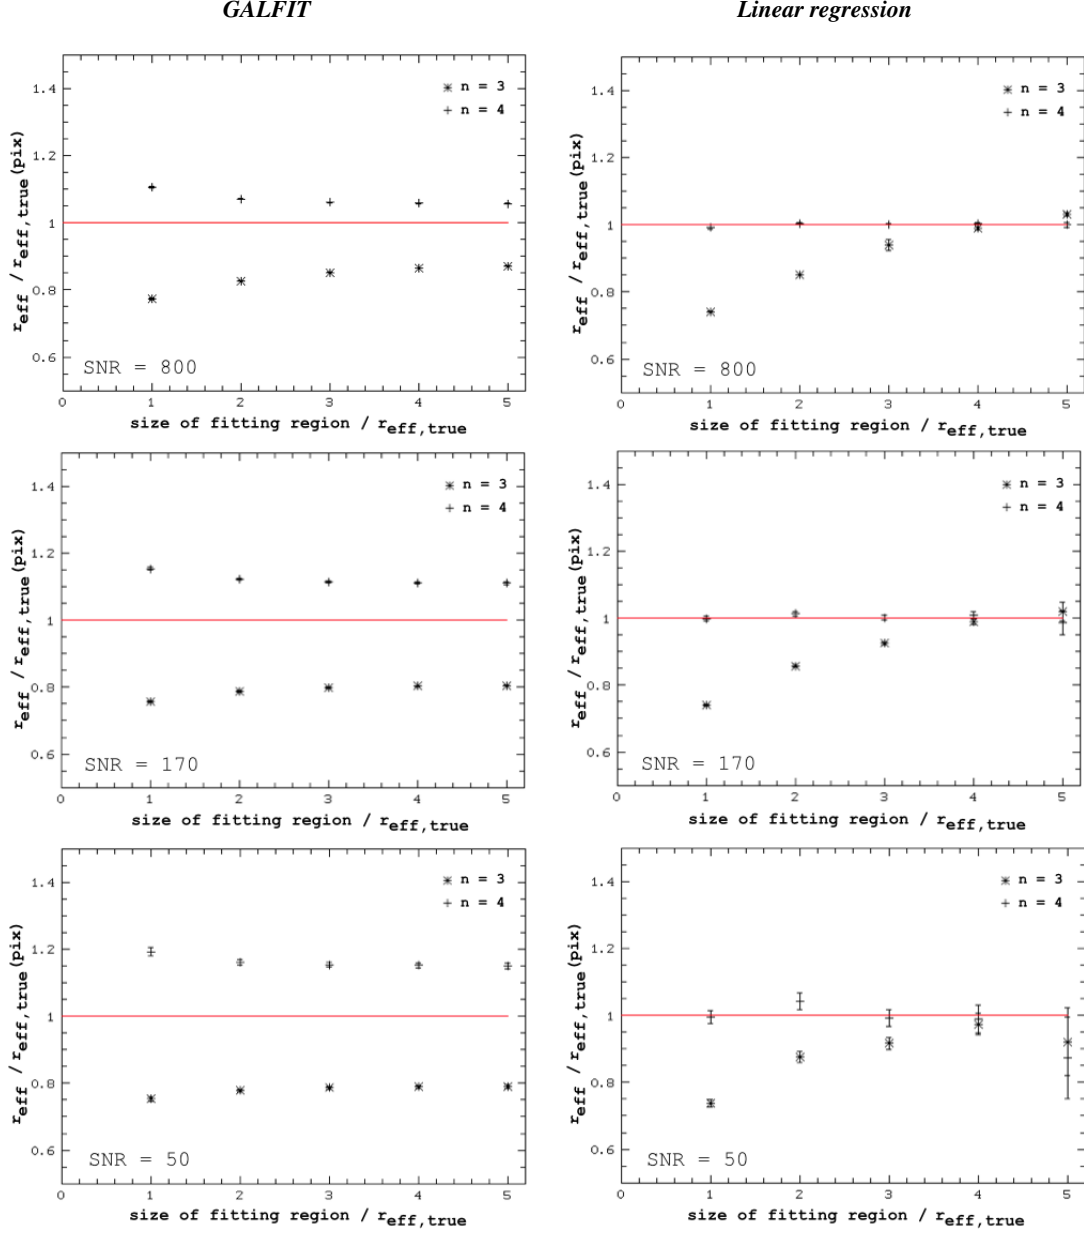 GALFIT
Linear regression
1.4
1.2
1
0.8
0.6
r_eff / r_eff,true (pix)
n = 3
n = 4
SNR = 800
0 1 2 3 4 5
size of fitting region / r_eff,true
1.4
1.2
1
0.8
0.6
r_eff / r_eff,true (pix)
n = 3
n = 4
SNR = 800
0 1 2 3 4 5
size of fitting region / r_eff,true
1.4
1.2
1
0.8
0.6
r_eff / r_eff,true (pix)
n = 3
n = 4
SNR = 170
0 1 2 3 4 5
size of fitting region / r_eff,true
1.4
1.2
1
0.8
0.6
r_eff / r_eff,true (pix)
n = 3
n = 4
SNR = 170
0 1 2 3 4 5
size of fitting region / r_eff,true
1.4
1.2
1
0.8
0.6
r_eff / r_eff,true (pix)
n = 3
n = 4
SNR = 50
0 1 2 3 4 5
size of fitting region / r_eff,true
1.4
1.2
1
0.8
0.6
r_eff / r_eff,true (pix)
n = 3
n = 4
SNR = 50
0 1 2 3 4 5
size of fitting region / r_eff,true